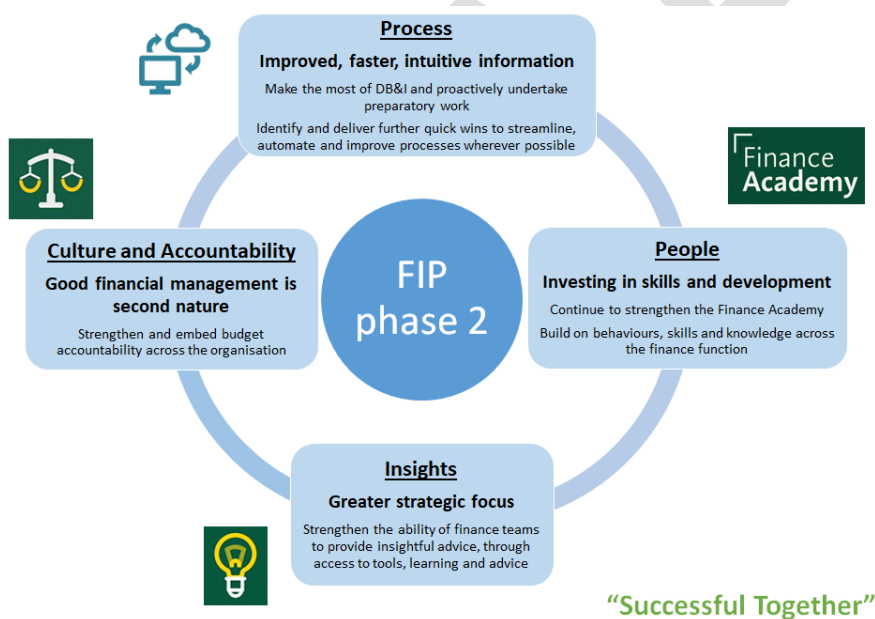 Process
Improved, faster, intuitive information
Make the most of DB&I and proactively undertake
preparatory work
Identify and deliver further quick wins to streamline,
automate and improve processes wherever possible
Finance
Academy
Culture and Accountability
Good financial management is
second nature
Strengthen and embed budget
accountability across the organisation
FIP
phase 2
People
Investing in skills and development
Continue to strengthen the Finance Academy
Build on behaviours, skills and knowledge across
the finance function
Insights
Greater strategic focus
Strengthen the ability of finance teams
to provide insightful advice, through
access to tools, learning and advice
“Successful Together”